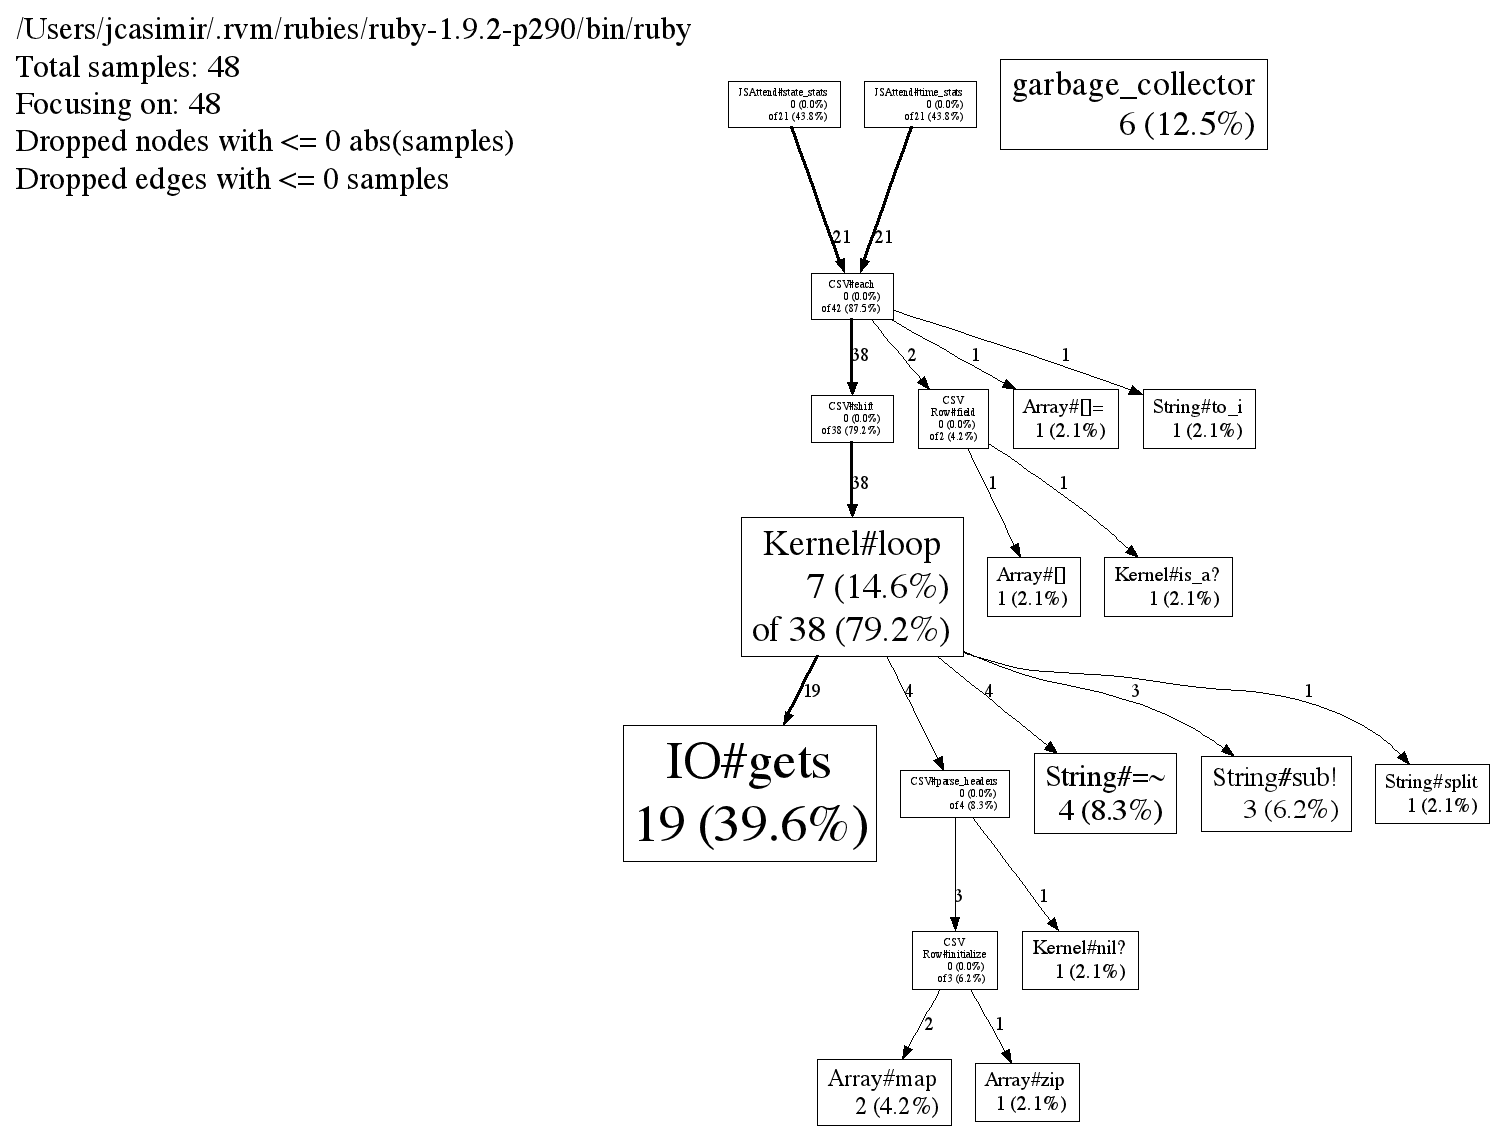 /Users/jcasimir/.rvm/rubies/ruby-1.9.2-p290/bin/ruby
Total samples: 48
Focusing on: 48
Dropped nodes with <= 0 abs(samples)
Dropped edges with <= 0 samples
JSAttend#state_stats
0 (0.0%)
of 21 (43.8%)
JSAttend#time_stats
0 (0.0%)
of 21 (43.8%)
garbage_collector
6 (12.5%)
21
21
CSV#each
0 (0.0%)
of 42 (87.5%)
38
2
1
1
CSV#shift
0 (0.0%)
of 38 (79.2%)
CSV
Row#field
0 (0.0%)
of 2 (4.2%)
Array#[]=
1 (2.1%)
String#to_i
1 (2.1%)
38
1
1
Kernel#loop
7 (14.6%)
of 38 (79.2%)
Array#[]
1 (2.1%)
Kernel#is_a?
1 (2.1%)
19
4
4
3
1
IO#gets
19 (39.6%)
CSV#parse_headers
0 (0.0%)
of 4 (8.3%)
String#=~
4 (8.3%)
String#sub!
3 (6.2%)
String#split
1 (2.1%)
3
1
CSV
Row#initialize
0 (0.0%)
of 3 (6.2%)
Kernel#nil?
1 (2.1%)
2
1
Array#map
2 (4.2%)
Array#zip
1 (2.1%)